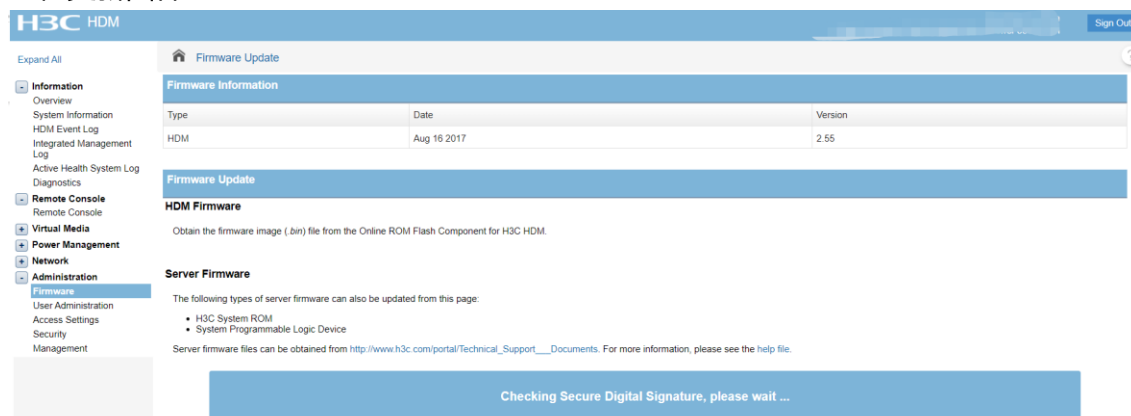 H3C HDM
Sign Out
Expand All
Firmware Update
Information
Overview
System Information
HDM Event Log
Integrated Management
Log
Active Health System Log
Diagnostics
Remote Console
Remote Console
Virtual Media
Power Management
Network
Administration
Firmware
User Administration
Access Settings
Security
Management
Firmware Information
Type Date Version
HDM Aug 16 2017 2.55
Firmware Update
HDM Firmware
Obtain the firmware image (.bin) file from the Online ROM Flash Component for H3C HDM.
Server Firmware
The following types of server firmware can also be updated from this page:
• H3C System ROM
• System Programmable Logic Device
Server firmware files can be obtained from http://www.h3c.com/portal/Technical_Support___Documents. For more information, please see the help file.
Checking Secure Digital Signature, please wait ...